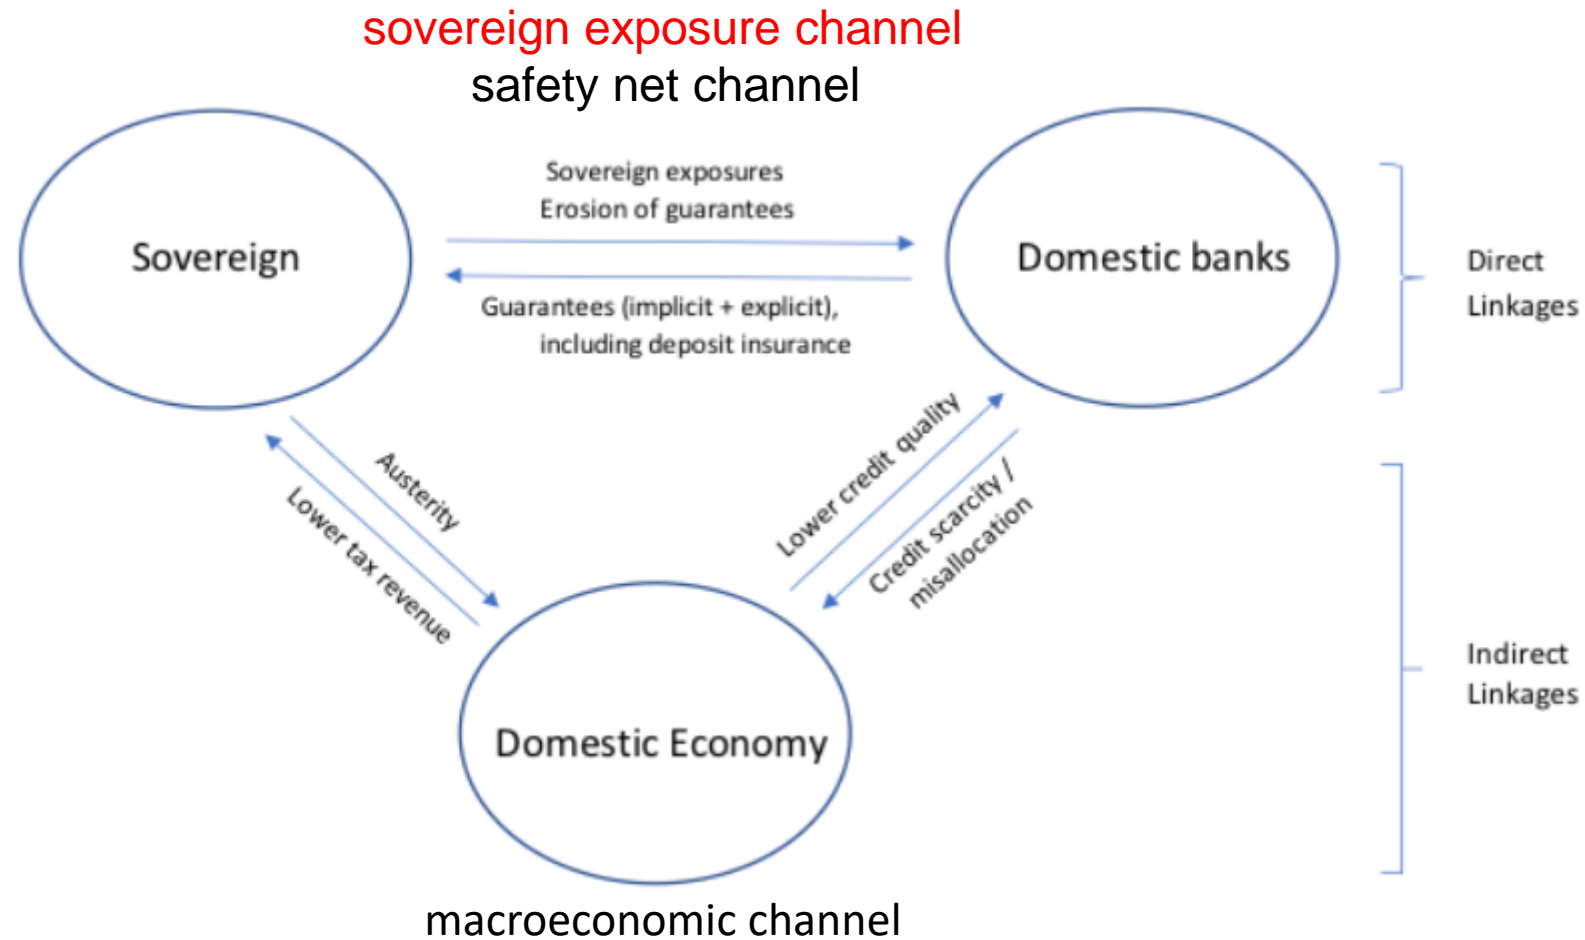 sovereign exposure channel
safety net channel
Sovereign exposures
Erosion of guarantees
Sovereign
Domestic banks
Direct
Linkages
Guarantees (implicit + explicit),
including deposit insurance
Austerity
Lower tax revenue
Lower credit quality
Credit scarcity /
misallocation
Indirect
Linkages
Domestic Economy
macroeconomic channel